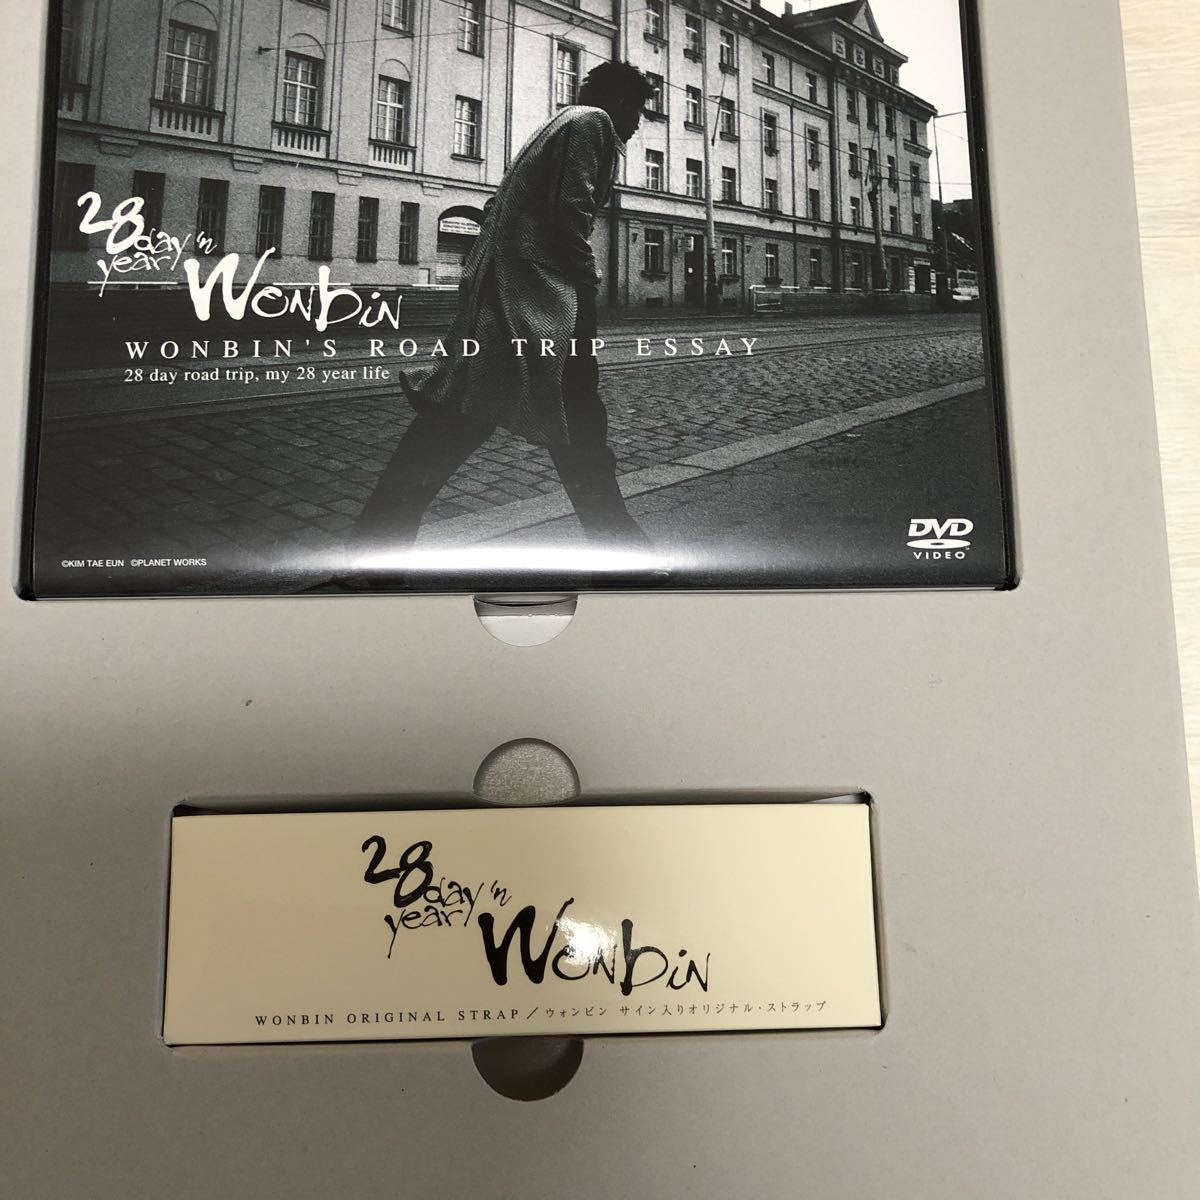 28 day 'n
year Wonbin
WONBIN'S ROAD TRIP ESSAY
28 day road trip, my 28 year life
DVD
VIDEO
©KIM TAE EUN ©PLANET WORKS
28 day 'n
year Wonbin
WONBIN ORIGINAL STRAP／ウォンビン サイン入りオリジナル・ストラップ